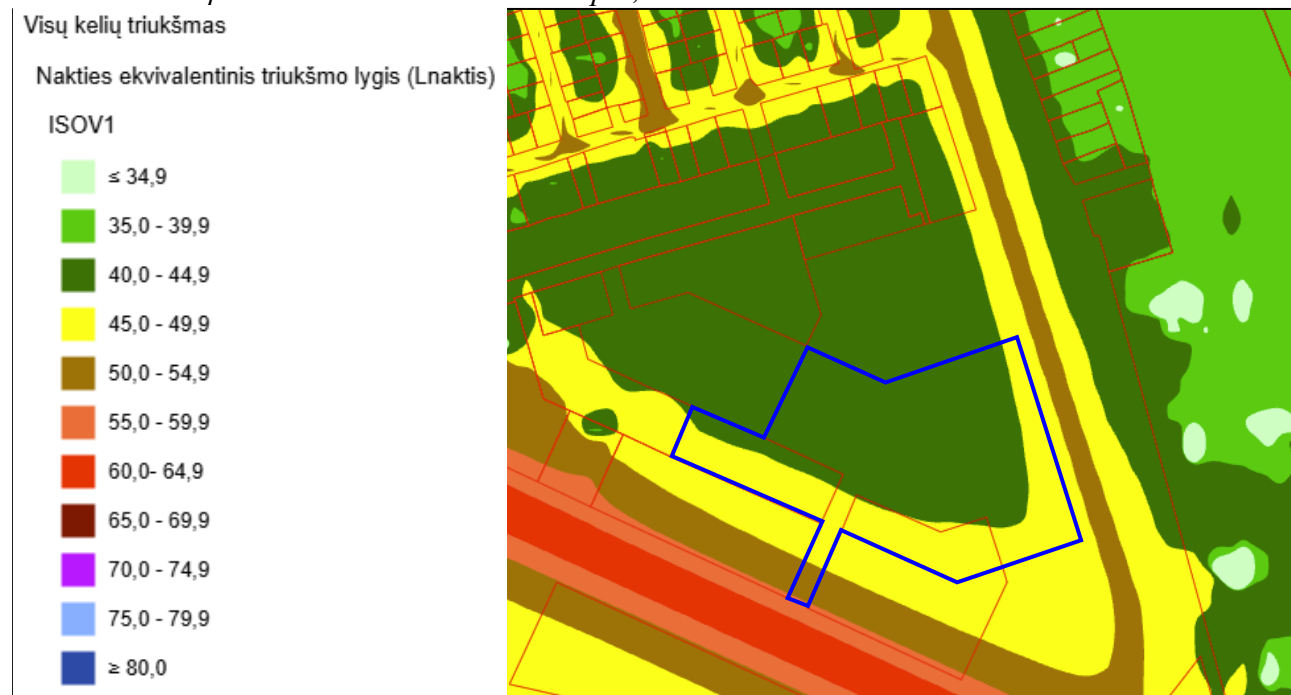 Visų kelių triukšmas
Nakties ekvivalentinis triukšmo lygis (Lnaktis)
ISOV1
≤ 34,9
35,0 - 39,9
40,0 - 44,9
45,0 - 49,9
50,0 - 54,9
55,0 - 59,9
60,0- 64,9
65,0 - 69,9
70,0 - 74,9
75,0 - 79,9
≥ 80,0